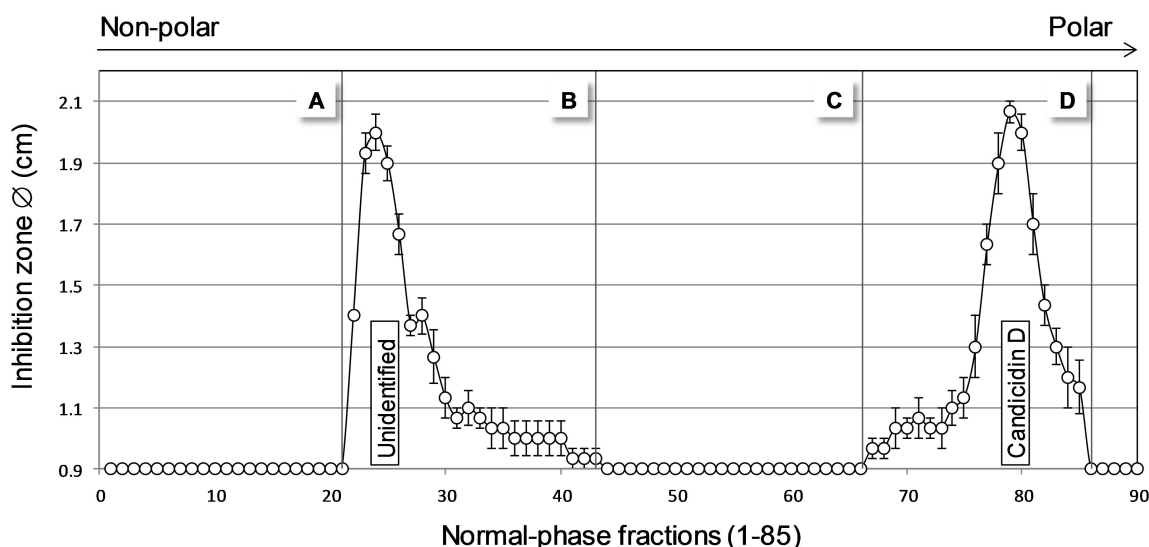 Non-polar Polar
A B C D
2.1
1.9
1.7
1.5
1.3
1.1
0.9
Inhibition zone ∅ (cm)
Unidentified
Candicidin D
0 10 20 30 40 50 60 70 80 90
Normal-phase fractions (1-85)